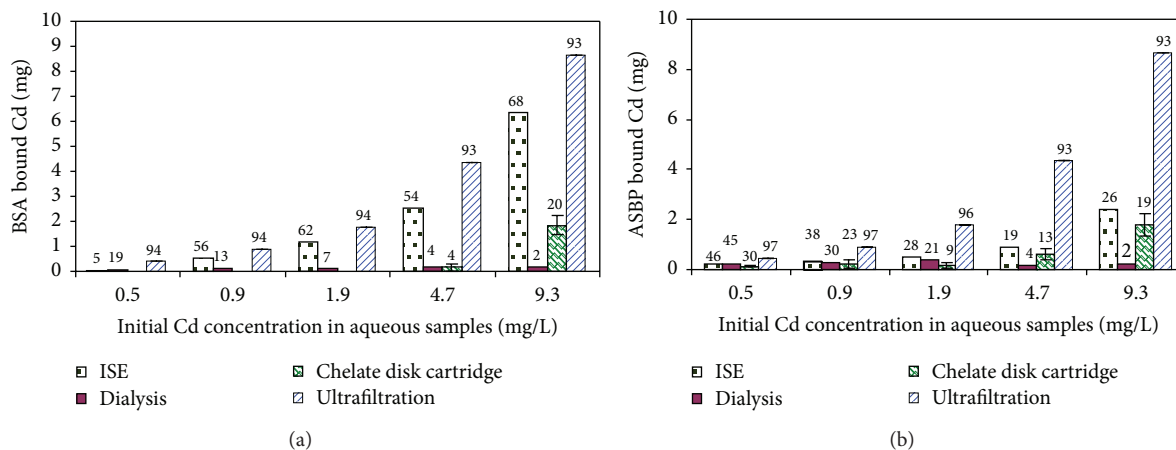 10
9
8
7
6
5
4
3
2
1
0
BSA bound Cd (mg)
5 19 94
56 13 94
62 7 94
54 4 4 93
68 2 20 93
0.5 0.9 1.9 4.7 9.3
Initial Cd concentration in aqueous samples (mg/L)
ISE
Dialysis
Chelate disk cartridge
Ultrafiltration
(a)
10
8
6
4
2
0
ASBP bound Cd (mg)
46 45 30 97
38 30 23 97
28 21 9 96
19 4 13 93
26 2 19 93
0.5 0.9 1.9 4.7 9.3
Initial Cd concentration in aqueous samples (mg/L)
ISE
Dialysis
Chelate disk cartridge
Ultrafiltration
(b)